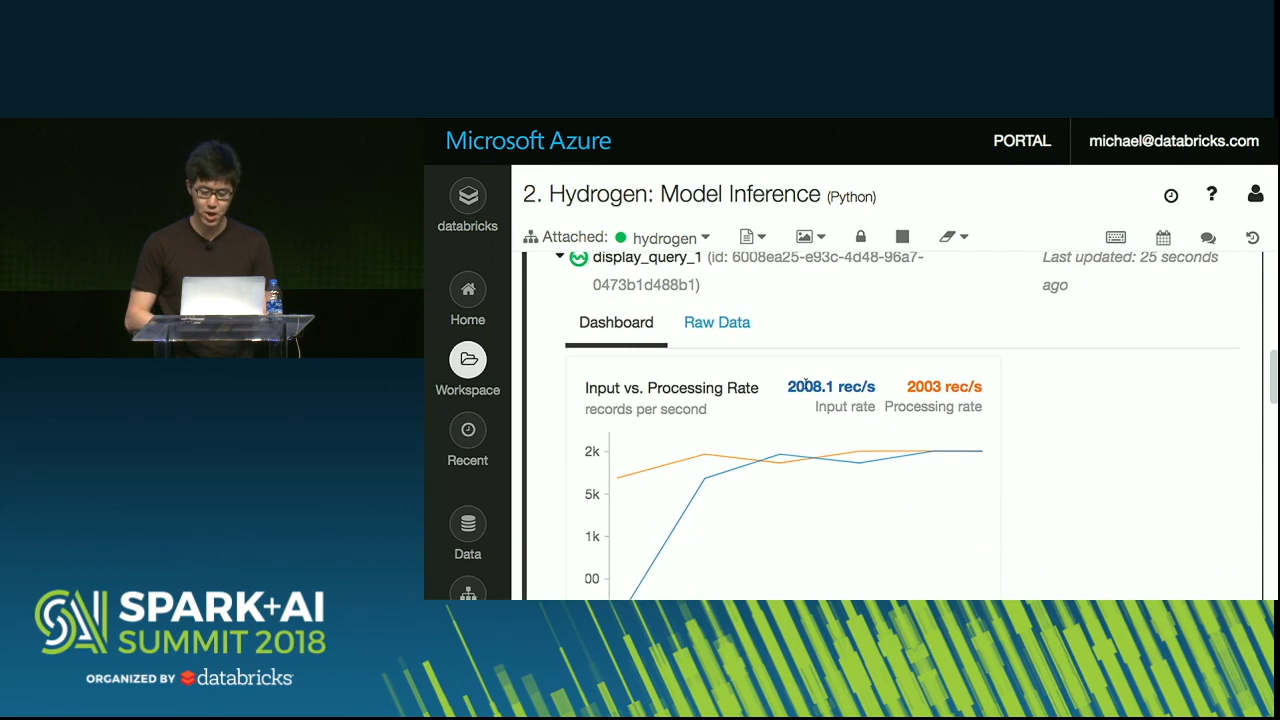 Microsoft Azure
PORTAL
michael@databricks.com
databricks
Home
Workspace
Recent
Data
2. Hydrogen: Model Inference (Python)
Attached:
hydrogen
display_query_1 (id: 6008ea25-e93c-4d48-96a7-
0473b1d488b1)
Last updated: 25 seconds
ago
Dashboard
Raw Data
Input vs. Processing Rate
records per second
2008.1 rec/s
Input rate
2003 rec/s
Processing rate
2k
5k
1k
00
SPARK+AI
SUMMIT 2018
ORGANIZED BY databricks